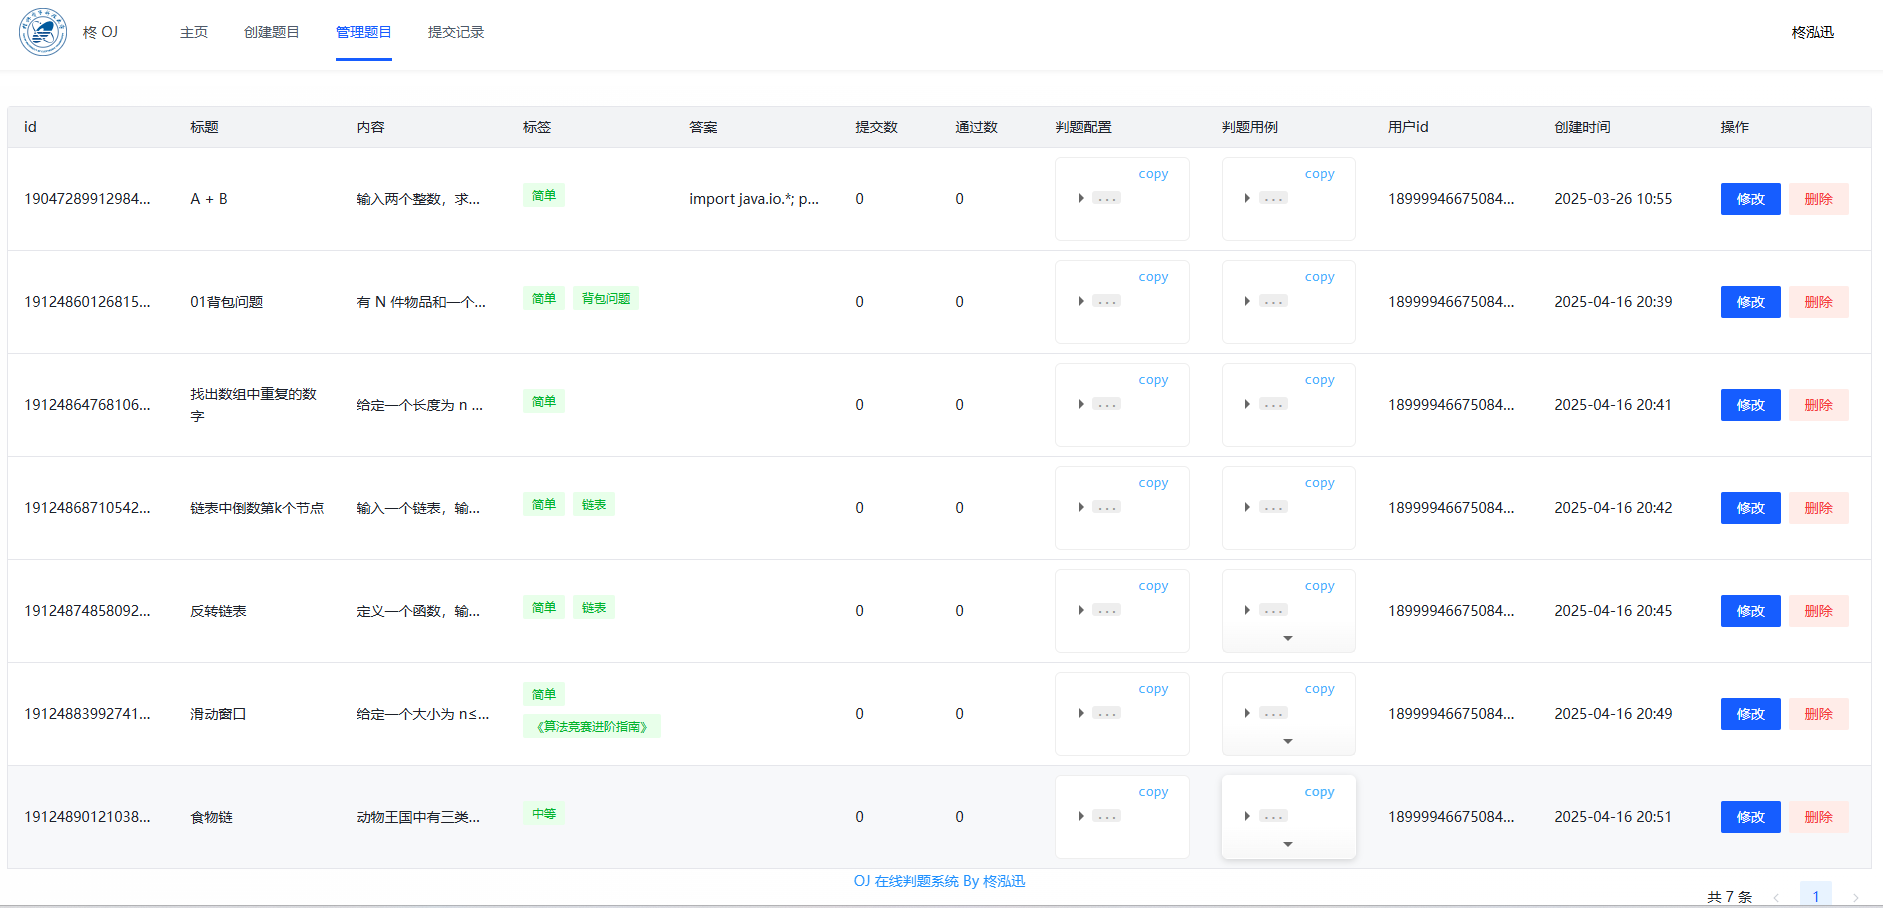 柊 OJ 主页 创建题目 管理题目 提交记录 柊泓迅
id 标题 内容 标签 答案 提交数 通过数 判题配置 判题用例 用户id 创建时间 操作
copy copy
19047289912984... A + B 输入两个整数，求... 简单 import java.io.*; p... 0 0 ... ... 18999946675084... 2025-03-26 10:55 修改 删除
copy copy
19124860126815... 01背包问题 有 N 件物品和一个... 简单 背包问题 0 0 ... ... 18999946675084... 2025-04-16 20:39 修改 删除
copy copy
19124864768106... 找出数组中重复的数 给定一个长度为 n ... 简单 0 0 ... ... 18999946675084... 2025-04-16 20:41 修改 删除
字
copy copy
19124868710542... 链表中倒数第k个节点 输入一个链表，输... 简单 链表 0 0 ... ... 18999946675084... 2025-04-16 20:42 修改 删除
copy copy
19124874858092... 反转链表 定义一个函数，输... 简单 链表 0 0 ... ... 18999946675084... 2025-04-16 20:45 修改 删除
copy copy
19124883992741... 滑动窗口 给定一个大小为 n≤... 简单 0 0 ... ... 18999946675084... 2025-04-16 20:49 修改 删除
《算法竞赛进阶指南》
copy copy
19124890121038... 食物链 动物王国中有三类... 中等 0 0 ... ... 18999946675084... 2025-04-16 20:51 修改 删除
OJ 在线判题系统 By 柊泓迅
共 7 条 1